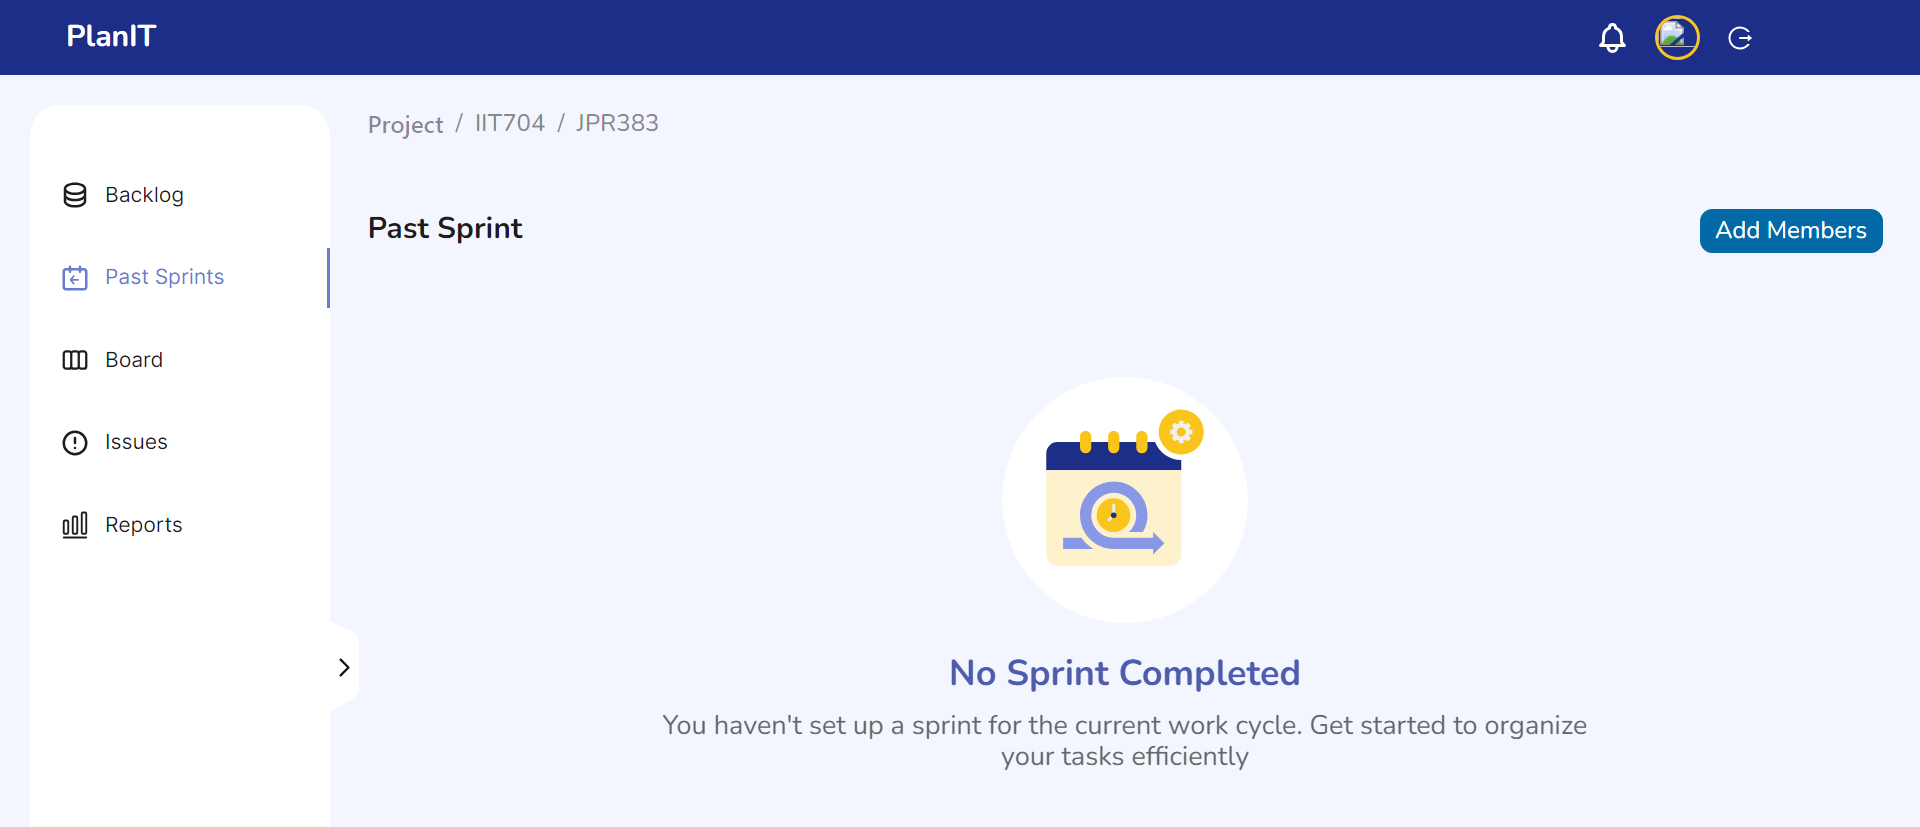 PlanIT
Project / IIT704 / JPR383
Backlog
Past Sprints
Board
Issues
Reports
Past Sprint
Add Members
No Sprint Completed
You haven't set up a sprint for the current work cycle. Get started to organize
your tasks efficiently